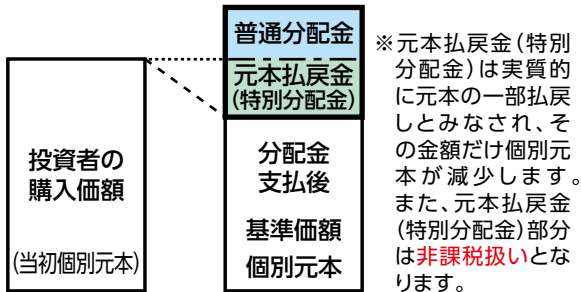 投資者の
購入価額
(当初個別元本)
普通分配金
元本払戻金
(特別分配金)
分配金
支払後
基準価額
個別元本
※元本払戻金(特別
分配金)は実質的
に元本の一部払戻
しとみなされ、そ
の金額だけ個別元
本が減少します。
また、元本払戻金
(特別分配金)部分
は非課税扱いとな
ります。